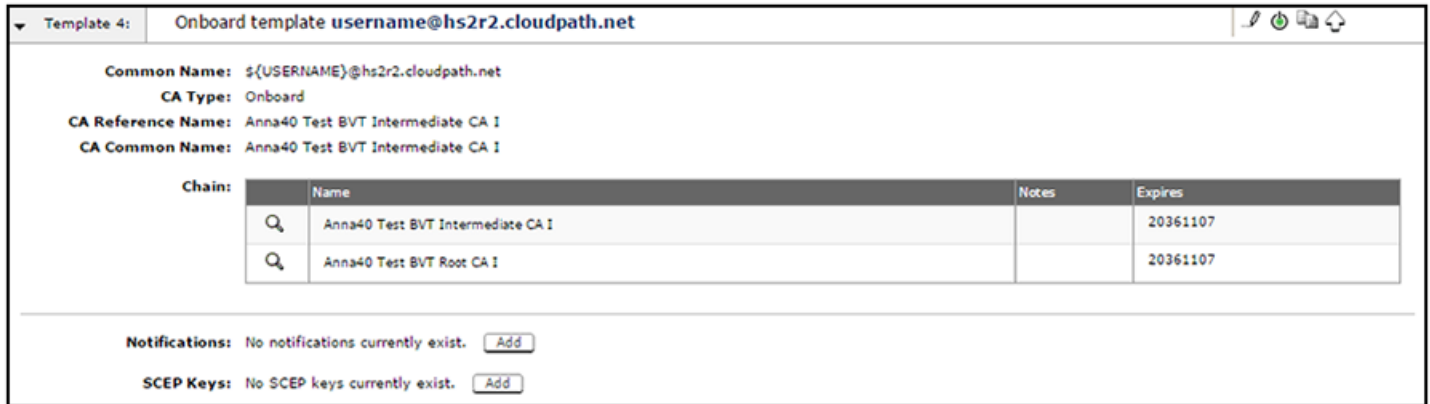 Template 4: Onboard template username@hs2r2.cloudpath.net
Common Name: ${USERNAME}@hs2r2.cloudpath.net
CA Type: Onboard
CA Reference Name: Anna40 Test BVT Intermediate CA I
CA Common Name: Anna40 Test BVT Intermediate CA I
Chain: Name Notes Expires
Anna40 Test BVT Intermediate CA I 20361107
Anna40 Test BVT Root CA I 20361107
Notifications: No notifications currently exist. Add
SCEP Keys: No SCEP keys currently exist. Add